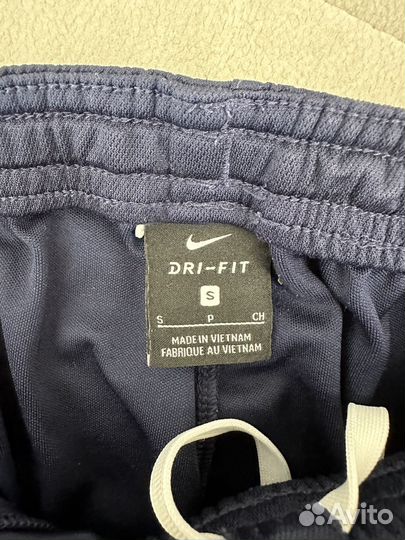 DRI-FIT
S
S P CH
MADE IN VIETNAM
FABRIQUE AU VIETNAM
Avito